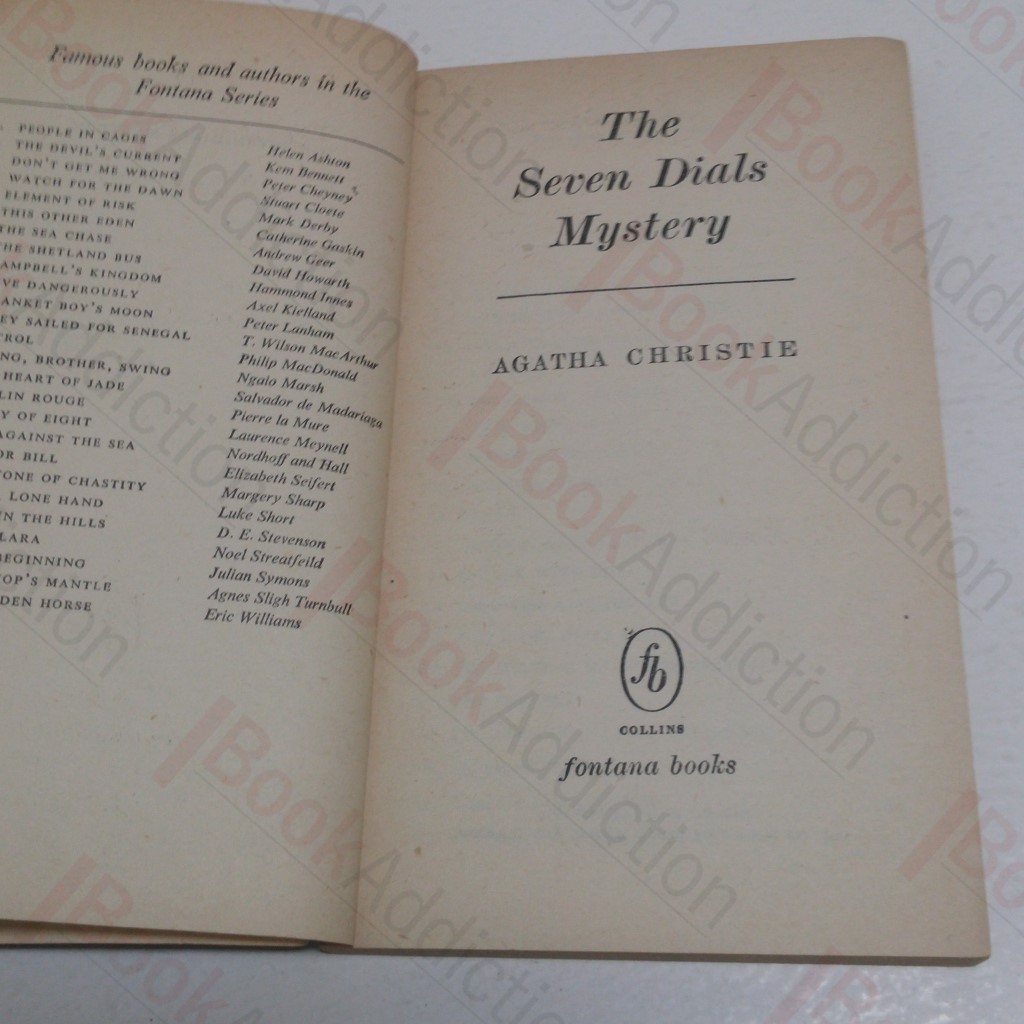 Famous books and authors in the
Fontana Series
PEOPLE IN CAGES Helen Ashton
THE DEVIL'S CURRENT Kem Bennett
DON'T GET ME WRONG Peter Cheyney
WATCH FOR THE DAWN Stuart Cloete
ELEMENT OF RISK Mark Derby
THIS OTHER EDEN Catherine Gaskin
THE SEA CHASE Andrew Geer
HE SHETLAND BUS David Howarth
AMPBELL'S KINGDOM Hammond Innes
VE DANGEROUSLY Axel Kielland
ANKET BOY'S MOON Peter Lanham
EY SAILED FOR SENEGAL T. Wilson MacArthur
ROL Philip MacDonald
NG, BROTHER, SWING Ngaio Marsh
HEART OF JADE Salvador de Madariaga
LIN ROUGE Pierre la Mure
Y OF EIGHT Laurence Meynell
AGAINST THE SEA Nordhoff and Hall
OR BILL Elizabeth Seifert
ONE OF CHASTITY Margery Sharp
LONE HAND Luke Short
IN THE HILLS D. E. Stevenson
LARA Noel Streatfeild
BEGINNING Julian Symons
OP'S MANTLE Agnes Sligh Turnbull
DEN HORSE Eric Williams
The
Seven Dials
Mystery
AGATHA CHRISTIE
fb
COLLINS
fontana books
BookAddiction